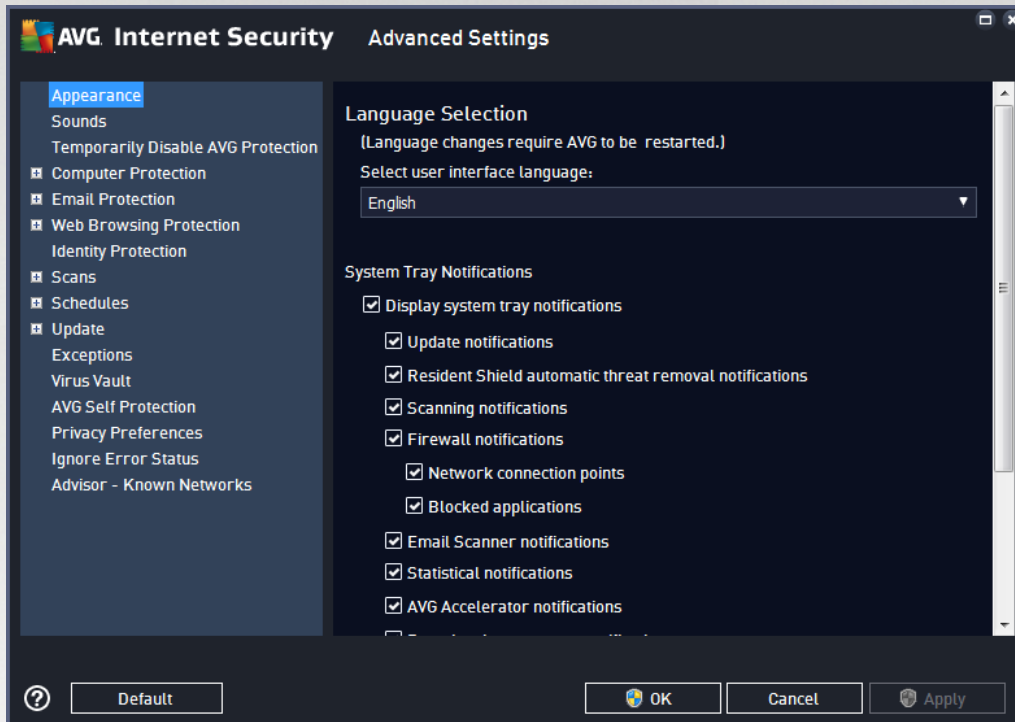 AVG Internet Security Advanced Settings
Appearance
Sounds
Temporarily Disable AVG Protection
Computer Protection
Email Protection
Web Browsing Protection
Identity Protection
Scans
Schedules
Update
Exceptions
Virus Vault
AVG Self Protection
Privacy Preferences
Ignore Error Status
Advisor - Known Networks
Language Selection
(Language changes require AVG to be restarted.)
Select user interface language:
English
System Tray Notifications
Display system tray notifications
Update notifications
Resident Shield automatic threat removal notifications
Scanning notifications
Firewall notifications
Network connection points
Blocked applications
Email Scanner notifications
Statistical notifications
AVG Accelerator notifications
Default
OK
Cancel
Apply